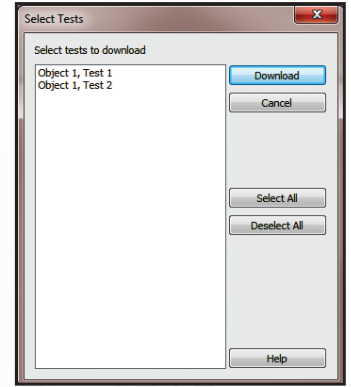 Select Tests
Select tests to download
Object 1, Test 1
Object 1, Test 2
Download
Cancel
Select All
Deselect All
Help